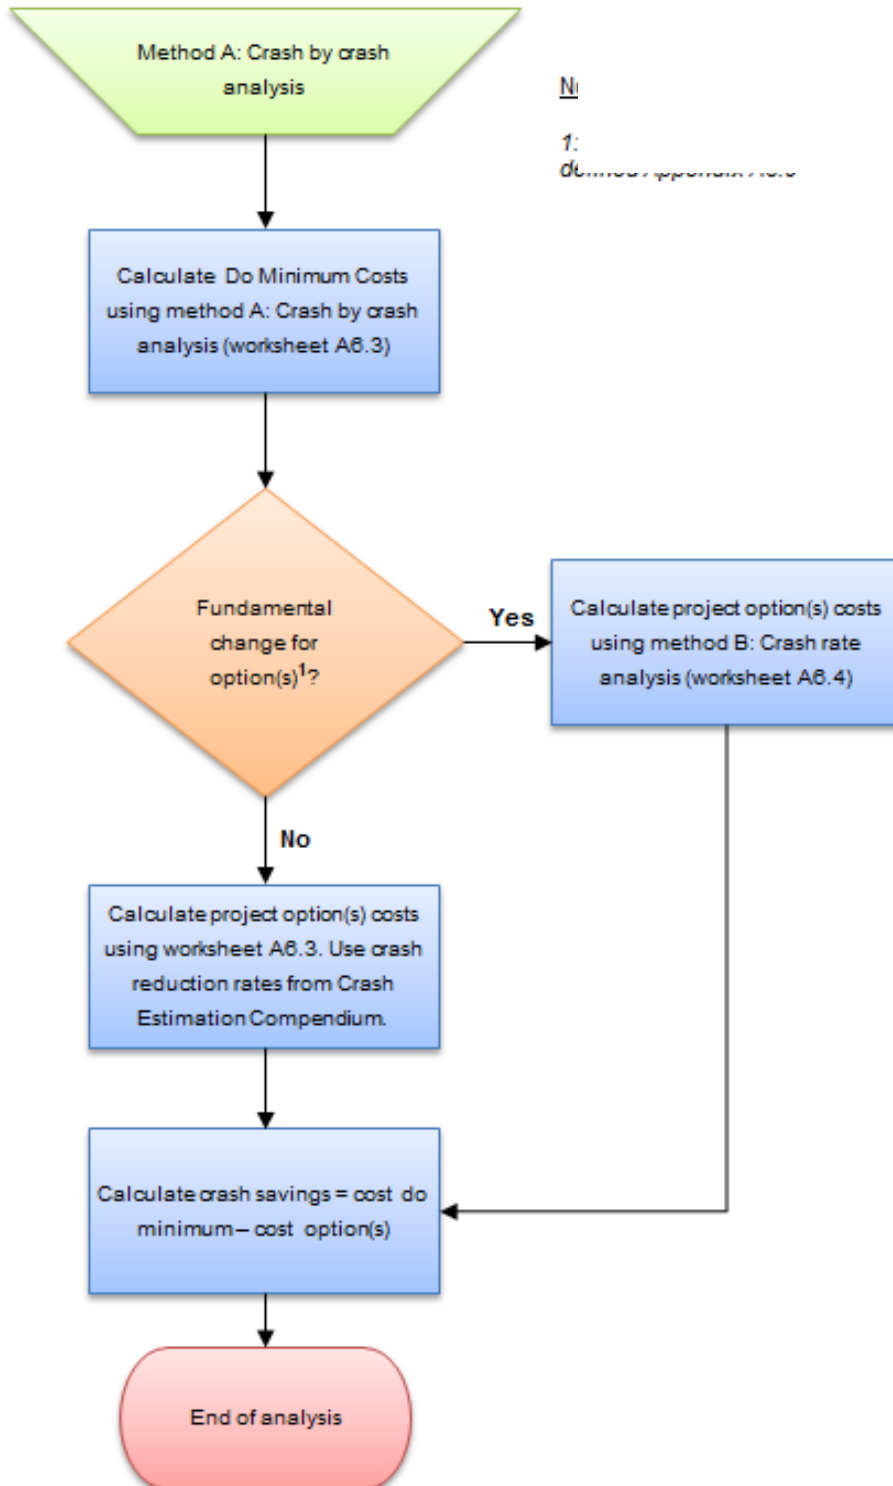 Method A: Crash by crash
analysis
1:
Calculate Do Minimum Costs
using method A: Crash by crash
analysis (worksheet A6.3)
Fundamental
change for
option(s)¹?
Yes
Calculate project option(s) costs
using method B: Crash rate
analysis (worksheet A6.4)
No
Calculate project option(s) costs
using worksheet A6.3. Use crash
reduction rates from Crash
Estimation Compendium.
Calculate crash savings = cost do
minimum – cost option(s)
End of analysis